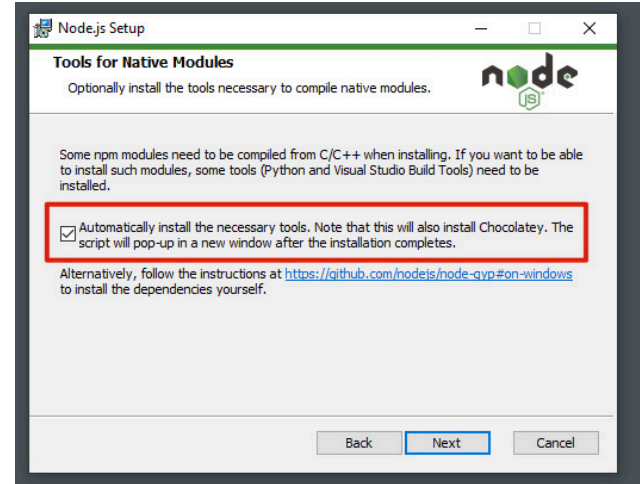 Node.js Setup
Tools for Native Modules
Optionally install the tools necessary to compile native modules.
node
JS
Some npm modules need to be compiled from C/C++ when installing. If you want to be able
to install such modules, some tools (Python and Visual Studio Build Tools) need to be
installed.
Automatically install the necessary tools. Note that this will also install Chocolatey. The
script will pop-up in a new window after the installation completes.
Alternatively, follow the instructions at https://github.com/nodejs/node-gyp#on-windows
to install the dependencies yourself.
Back Next Cancel